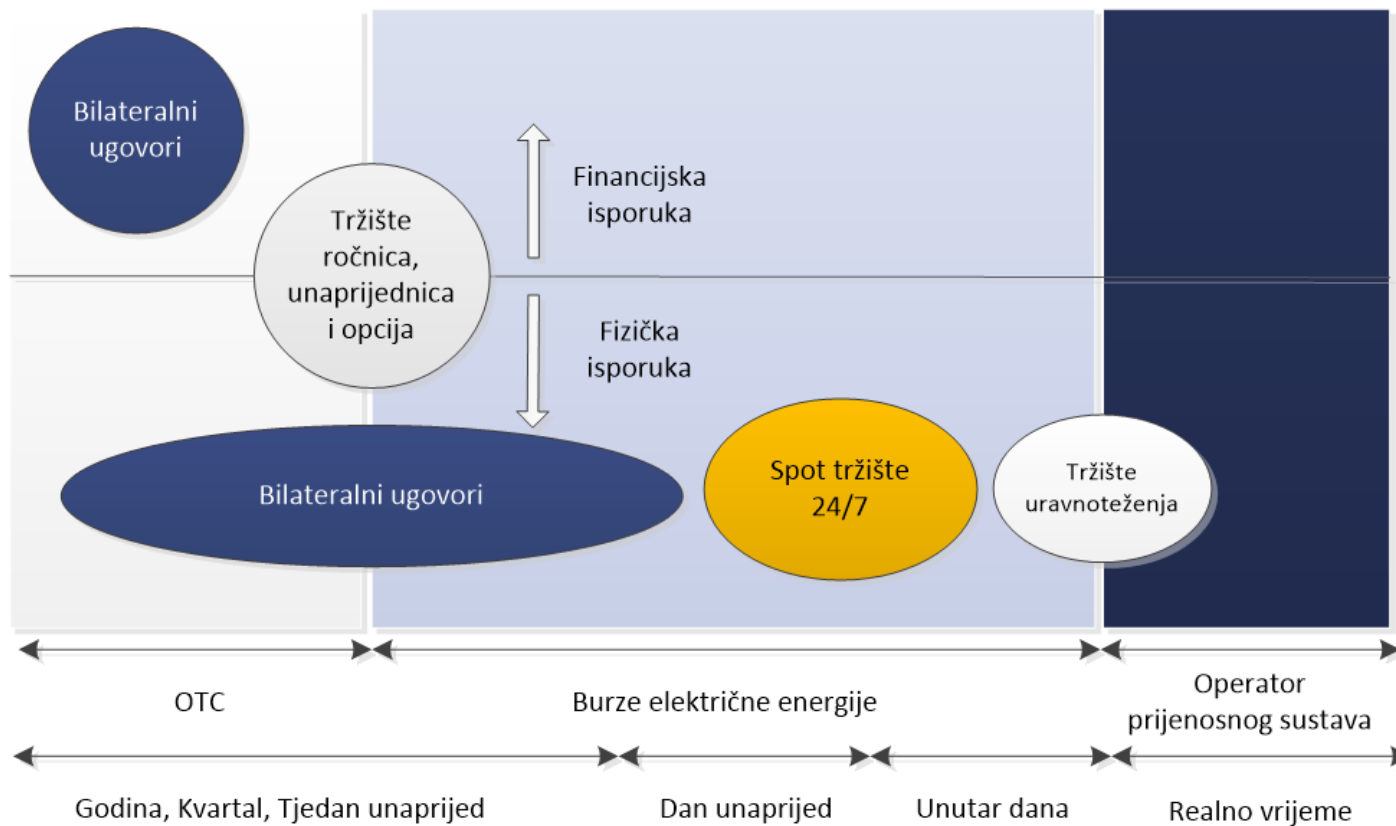 Bilateralni
ugovori
Tržište
ročnica,
unaprijednica
i opcija
Financijska
isporuka
Fizička
isporuka
Bilateralni ugovori
Spot tržište
24/7
Tržište
uravnoteženja
OTC
Burze električne energije
Operator
prijenosnog sustava
Godina, Kvartal, Tjedan unaprijed
Dan unaprijed
Unutar dana
Realno vrijeme